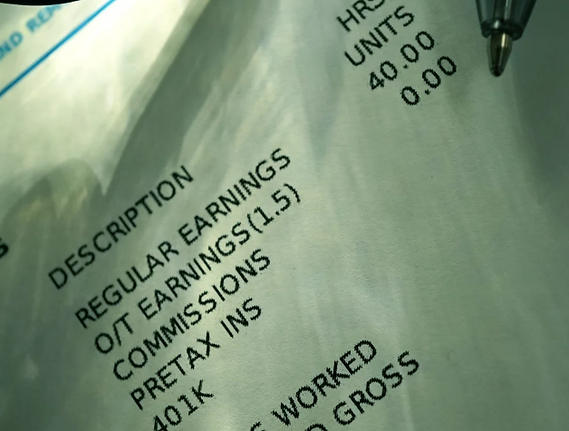 HRS
UNITS
40.00
0.00
DESCRIPTION
REGULAR EARNINGS
O/T EARNINGS(1.5)
COMMISSIONS
PRETAX INS
401K
WORKED
GROSS